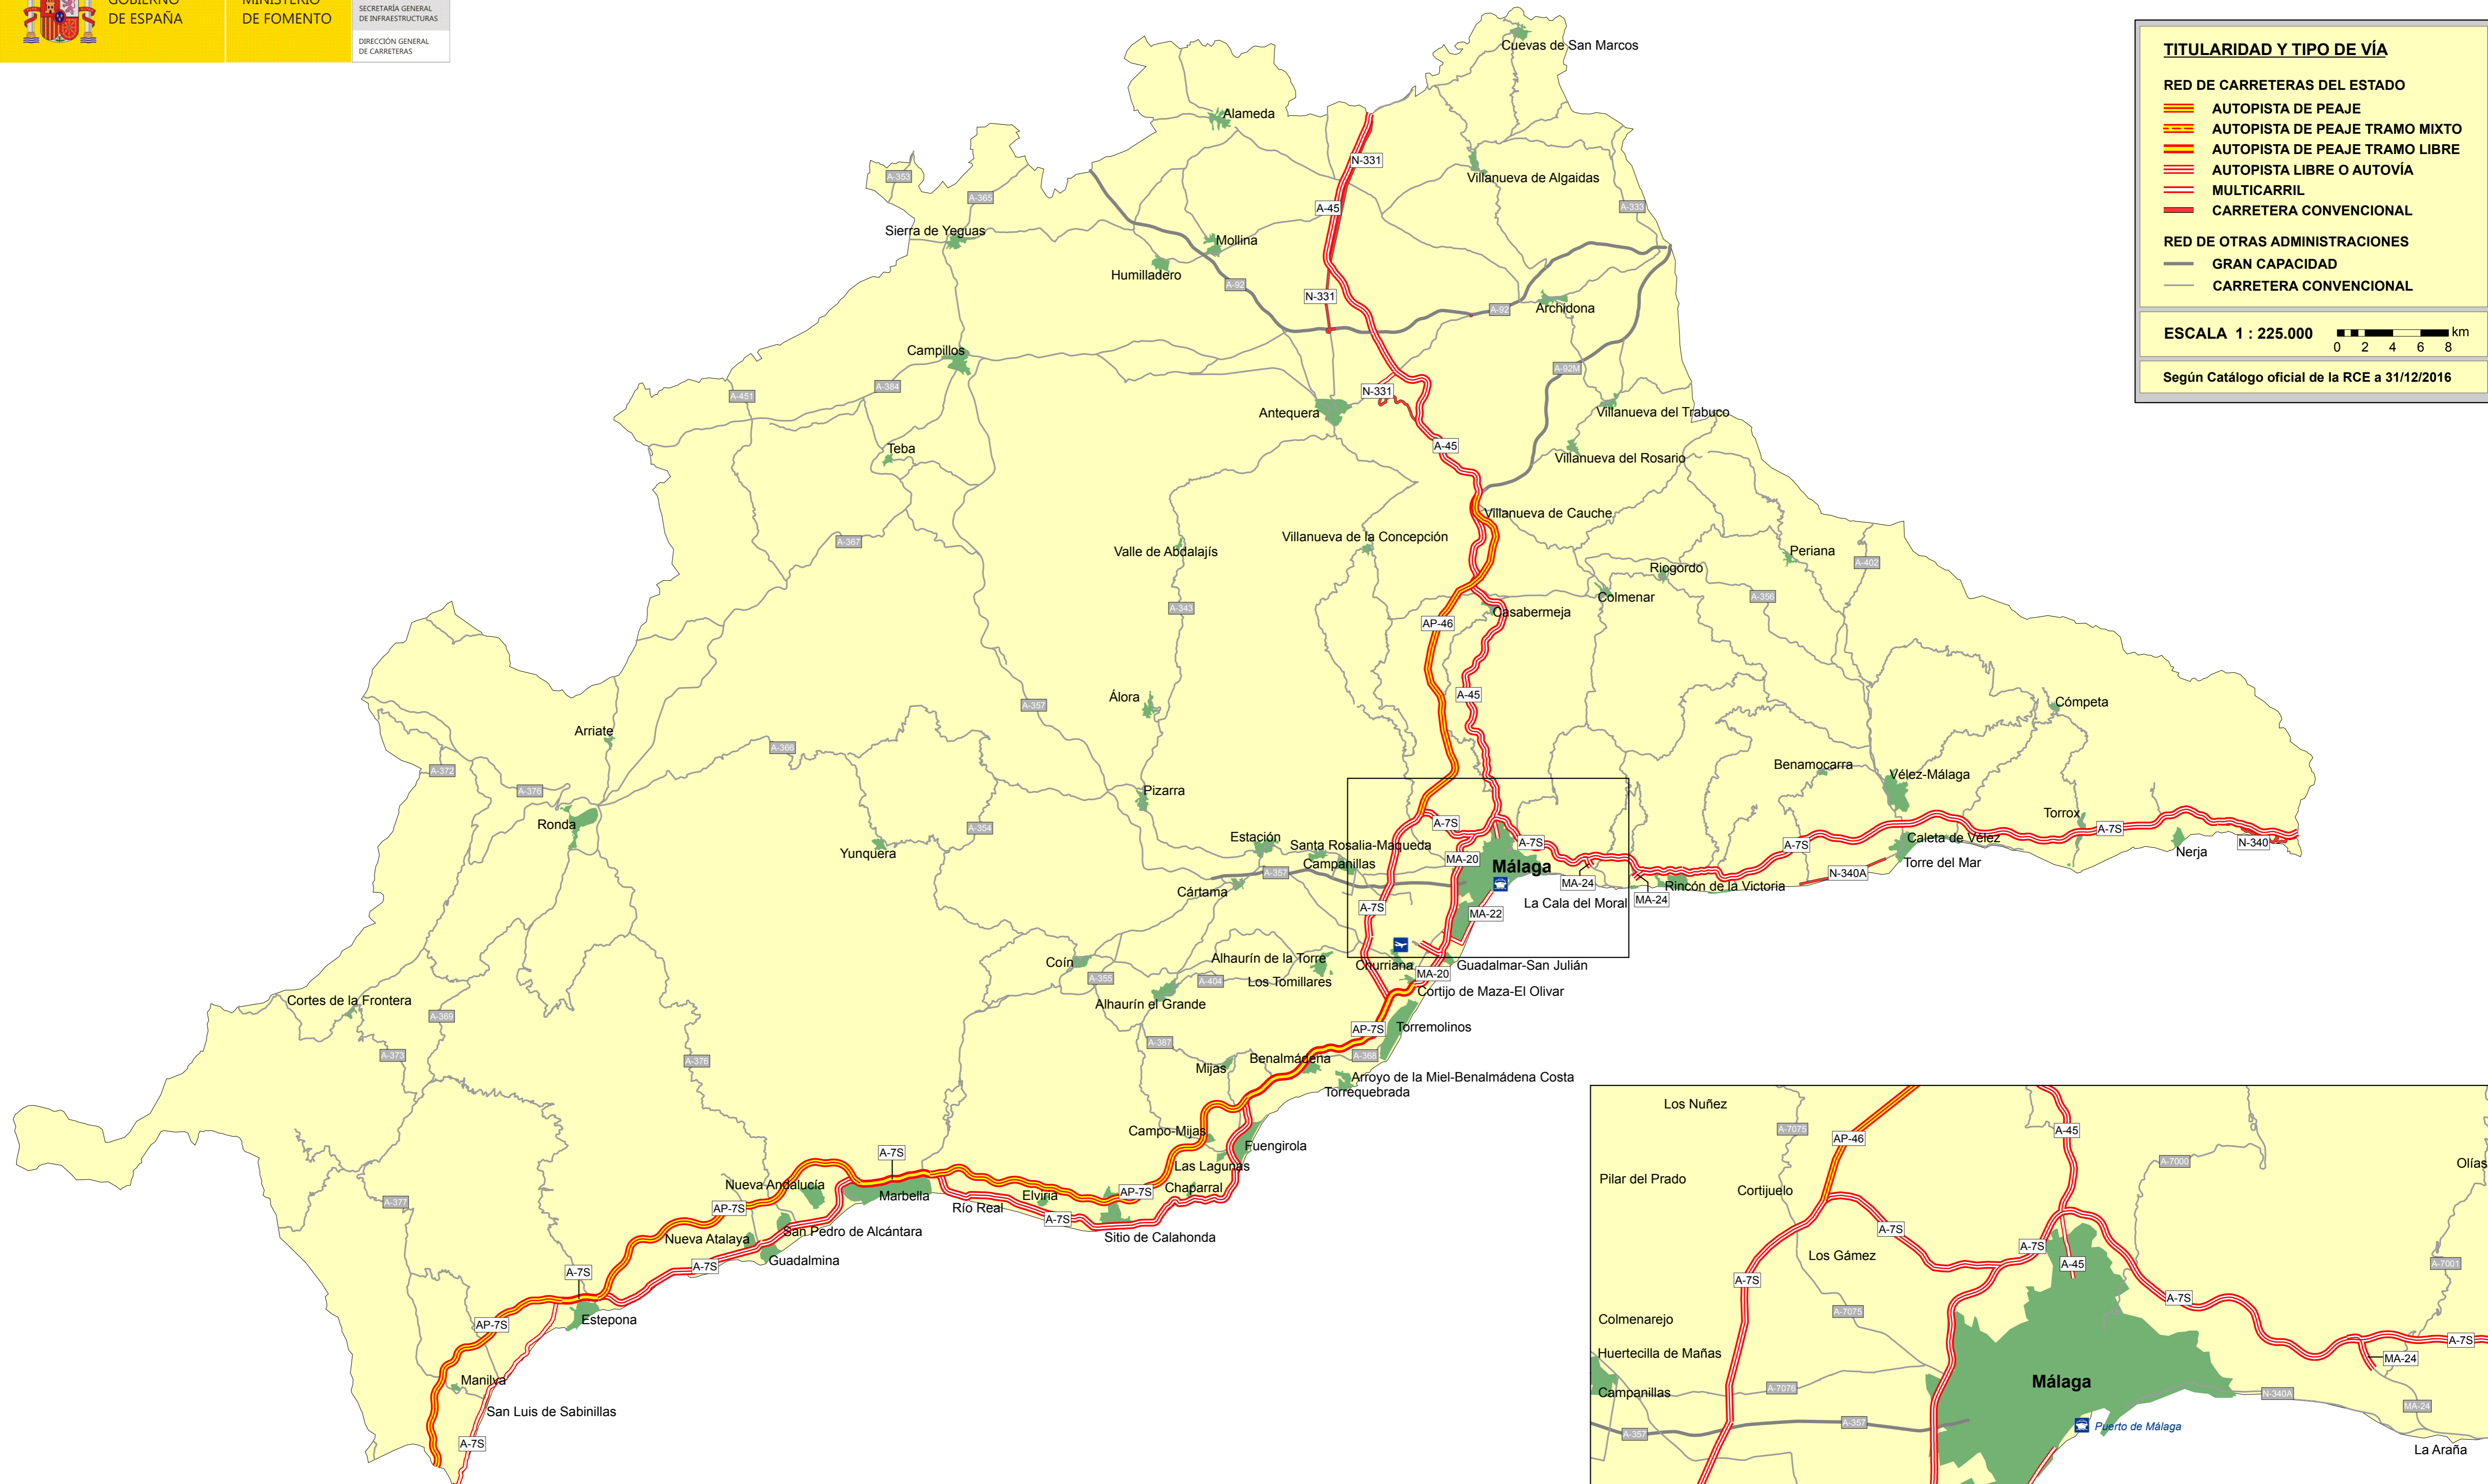 GOBIERNO
DE ESPAÑA
MINISTERIO
DE FOMENTO
SECRETARÍA GENERAL
DE INFRAESTRUCTURAS
DIRECCIÓN GENERAL
DE CARRETERAS
TITULARIDAD Y TIPO DE VÍA
RED DE CARRETERAS DEL ESTADO
AUTOPISTA DE PEAJE
AUTOPISTA DE PEAJE TRAMO MIXTO
AUTOPISTA DE PEAJE TRAMO LIBRE
AUTOPISTA LIBRE O AUTOVÍA
MULTICARRIL
CARRETERA CONVENCIONAL
RED DE OTRAS ADMINISTRACIONES
GRAN CAPACIDAD
CARRETERA CONVENCIONAL
ESCALA 1 : 225.000
km
0 2 4 6 8
Según Catálogo oficial de la RCE a 31/12/2016
Cuevas de San Marcos
Alameda
N-331
A-353
Villanueva de Algaidas
A-365
A-45
A-333
Sierra de Yeguas
Mollina
Humilladero
A-92
N-331
Archidona
A-92
Campillos
A-92M
A-384
A-451
N-331
Antequera
Villanueva del Trabuco
Teba
A-45
Villanueva del Rosario
Villanueva de Cauche
A-367
Valle de Abdalajís
Villanueva de la Concepción
Periana
A-402
Riogordo
A-343
Colmenar
A-356
Casabermeja
AP-46
Álora
A-45
A-357
Cómpeta
Arriate
A-366
A-372
Benamocarra
Vélez-Málaga
A-376
Pizarra
Ronda
A-354
A-7S
Torrox
A-7S
Yunquera
Estación
Santa Rosalia-Maqueda
A-7S
A-7S
Caleta de Vélez
N-340
Nerja
Campanillas
MA-20
Málaga
Torre del Mar
A-357
N-340A
Cártama
MA-24
Rincón de la Victoria
MA-24
La Cala del Moral
A-7S
MA-22
Coín
Alhaurín de la Torre
Churriana
Guadalmar-San Julián
A-355
A-404
Los Tomillares
MA-20
Cortijo de Maza-El Olivar
Cortes de la Frontera
Alhaurín el Grande
A-369
AP-7S
Torremolinos
A-387
A-373
A-376
Benalmádena
A-368
Mijas
Arroyo de la Miel-Benalmádena Costa
Torrequebrada
Campo-Mijas
Fuengirola
A-7S
Las Lagunas
Nueva Andalucía
Marbella
Elviria
AP-7S
Chaparral
A-377
AP-7S
Río Real
A-7S
Sitio de Calahonda
San Pedro de Alcántara
Nueva Atalaya
Guadalmina
A-7S
A-7S
Estepona
AP-7S
Manilva
San Luis de Sabinillas
A-7S
Los Nuñez
A-7075
AP-46
A-45
A-7000
Olías
Pilar del Prado
Cortijuelo
A-7S
A-7S
Los Gámez
A-45
A-7001
A-7S
A-7S
A-7075
Colmenarejo
A-7S
Huertecilla de Mañas
MA-24
Málaga
A-7076
Campanillas
N-340A
MA-24
A-357
A-357
Puerto de Málaga
La Araña